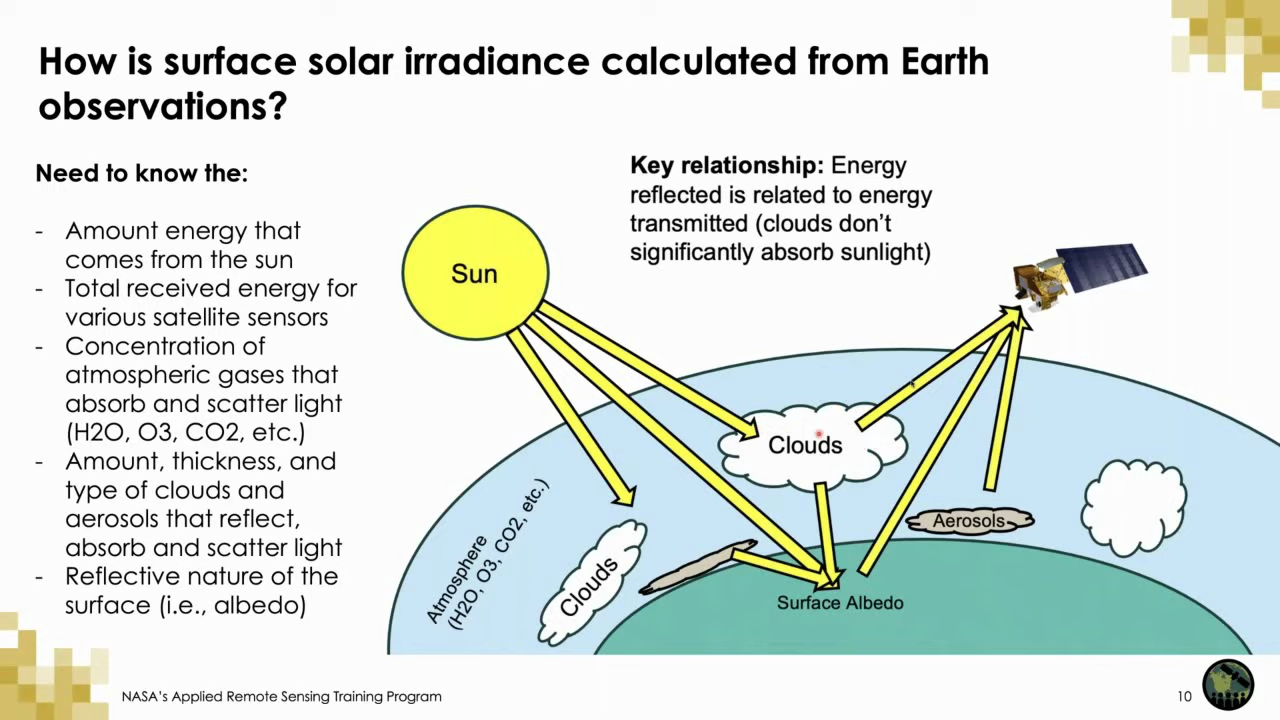 How is surface solar irradiance calculated from Earth
observations?
Need to know the:
- Amount energy that
comes from the sun
- Total received energy for
various satellite sensors
- Concentration of
atmospheric gases that
absorb and scatter light
(H2O, O3, CO2, etc.)
- Amount, thickness, and
type of clouds and
aerosols that reflect,
absorb and scatter light
- Reflective nature of the
surface (i.e., albedo)
Key relationship: Energy
reflected is related to energy
transmitted (clouds don't
significantly absorb sunlight)
Sun
Clouds
Aerosols
Atmosphere
(H2O, O3, CO2, etc.)
Clouds
Surface Albedo
NASA's Applied Remote Sensing Training Program
10